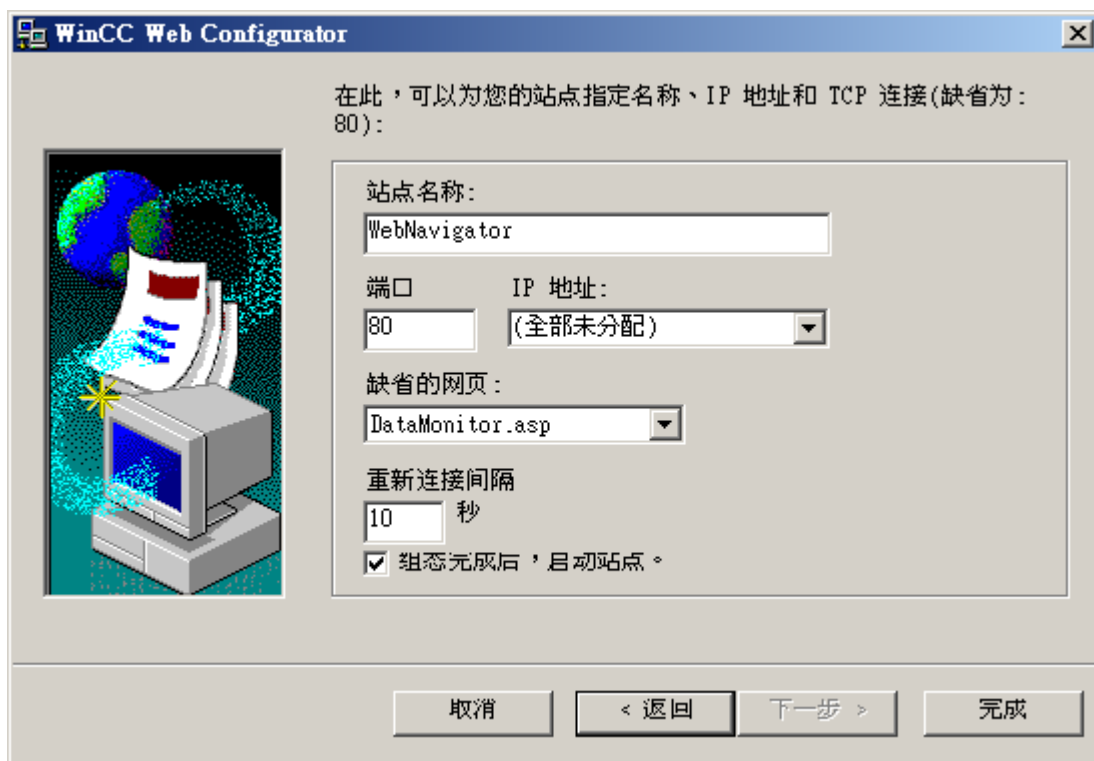 WinCC Web Configurator
在此，可以为您的站点指定名称、IP 地址和 TCP 连接(缺省为:
80):
站点名称:
WebNavigator
端口 IP 地址:
80 (全部未分配)
缺省的网页:
DataMonitor.asp
重新连接间隔
10 秒
组态完成后，启动站点。
取消 < 返回 下一步 > 完成